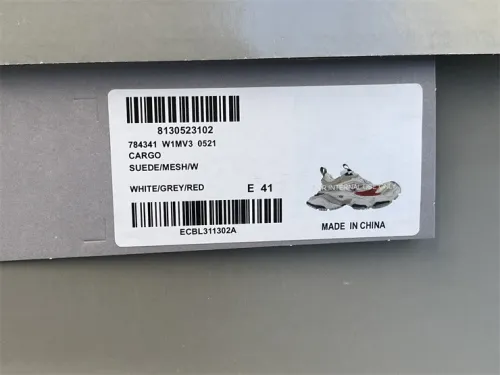 8130523102
784341 W1MV3 0521
CARGO
SUEDE/MESH/W
WHITE/GREY/RED E 41
ECBL311302A
MADE IN CHINA